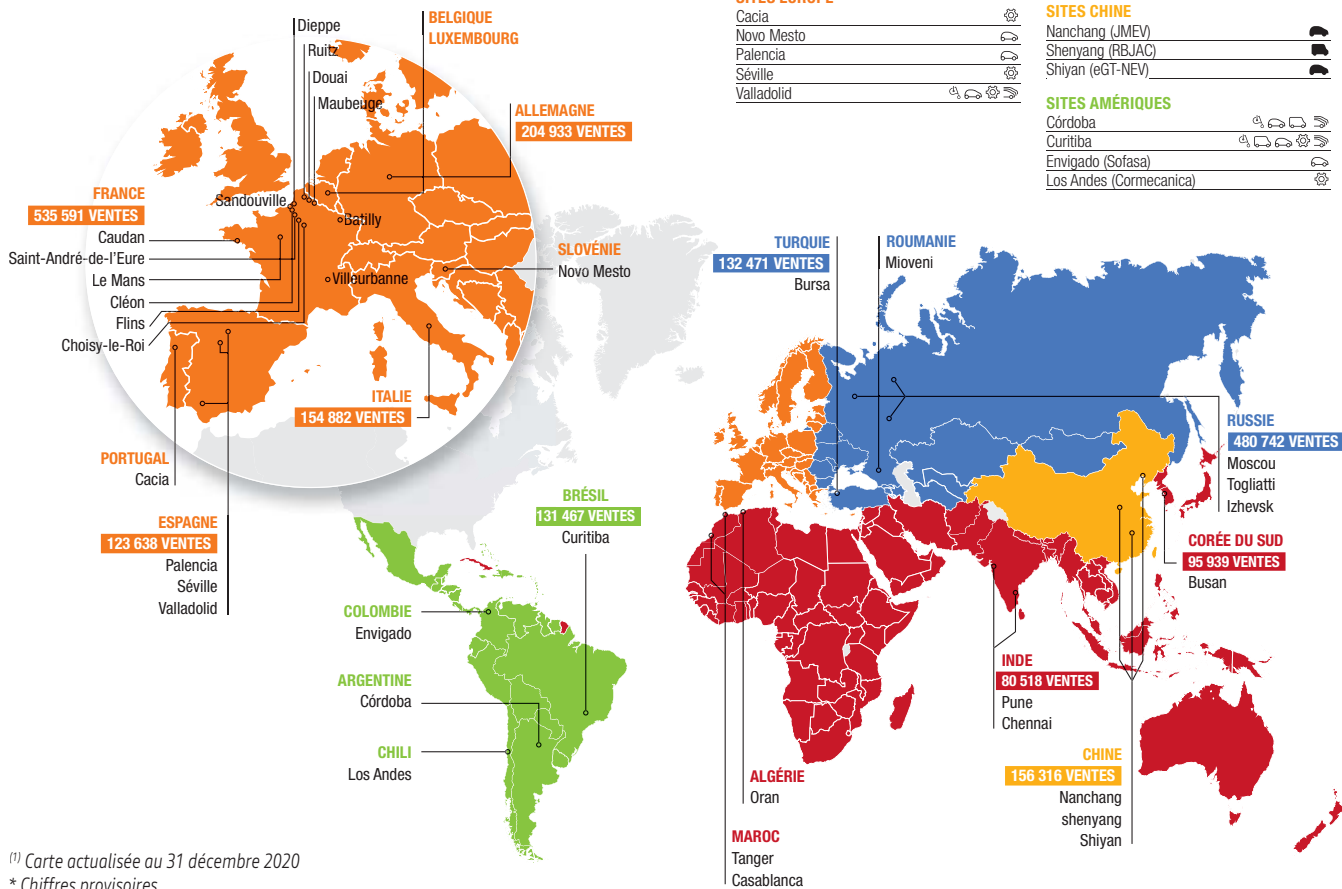 SITES EUROPE
Cacia
Novo Mesto
Palencia
Séville
Valladolid
SITES CHINE
Nanchang (JMEV)
Shenyang (RBJAC)
Shiyan (eGT-NEV)
SITES AMÉRIQUES
Córdoba
Curitiba
Envigado (Sofasa)
Los Andes (Cormecanica)
Dieppe
Ruitz
Douai
Maubeuge
BELGIQUE
LUXEMBOURG
ALLEMAGNE
204 933 VENTES
FRANCE
535 591 VENTES
Sandouville
Batilly
Villeurbanne
Caudan
Saint-André-de-l'Eure
Le Mans
Cléon
Flins
Choisy-le-Roi
SLOVÉNIE
Novo Mesto
ITALIE
154 882 VENTES
PORTUGAL
Cacia
ESPAGNE
123 638 VENTES
Palencia
Séville
Valladolid
BRÉSIL
131 467 VENTES
Curitiba
COLOMBIE
Envigado
ARGENTINE
Córdoba
CHILI
Los Andes
TURQUIE
132 471 VENTES
Bursa
ROUMANIE
Mioveni
RUSSIE
480 742 VENTES
Moscou
Togliatti
Izhevsk
CORÉE DU SUD
95 939 VENTES
Busan
INDE
80 518 VENTES
Pune
Chennai
CHINE
156 316 VENTES
Nanchang
shenyang
Shiyan
ALGÉRIE
Oran
MAROC
Tanger
Casablanca
(1) Carte actualisée au 31 décembre 2020
* Chiffres provisoires